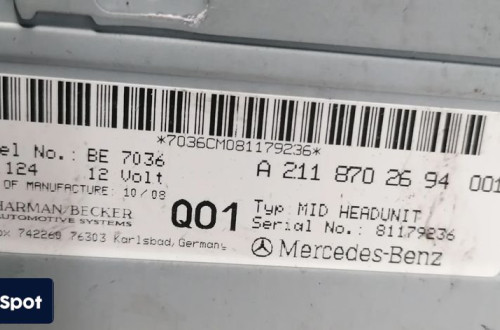 *7036CMD81179236*
el No.: BE 7036
124 12 Volt
OF MANUFACTURE: 10/08
HARMAN/BECKER
AUTOMOTIVE SYSTEMS
ox 742260 76303 Karlsbad, Germany
A 211 870 26 94 001
Q01
Typ: MID HEADUNIT
Serial No.: 81179236
Mercedes-Benz
Spot